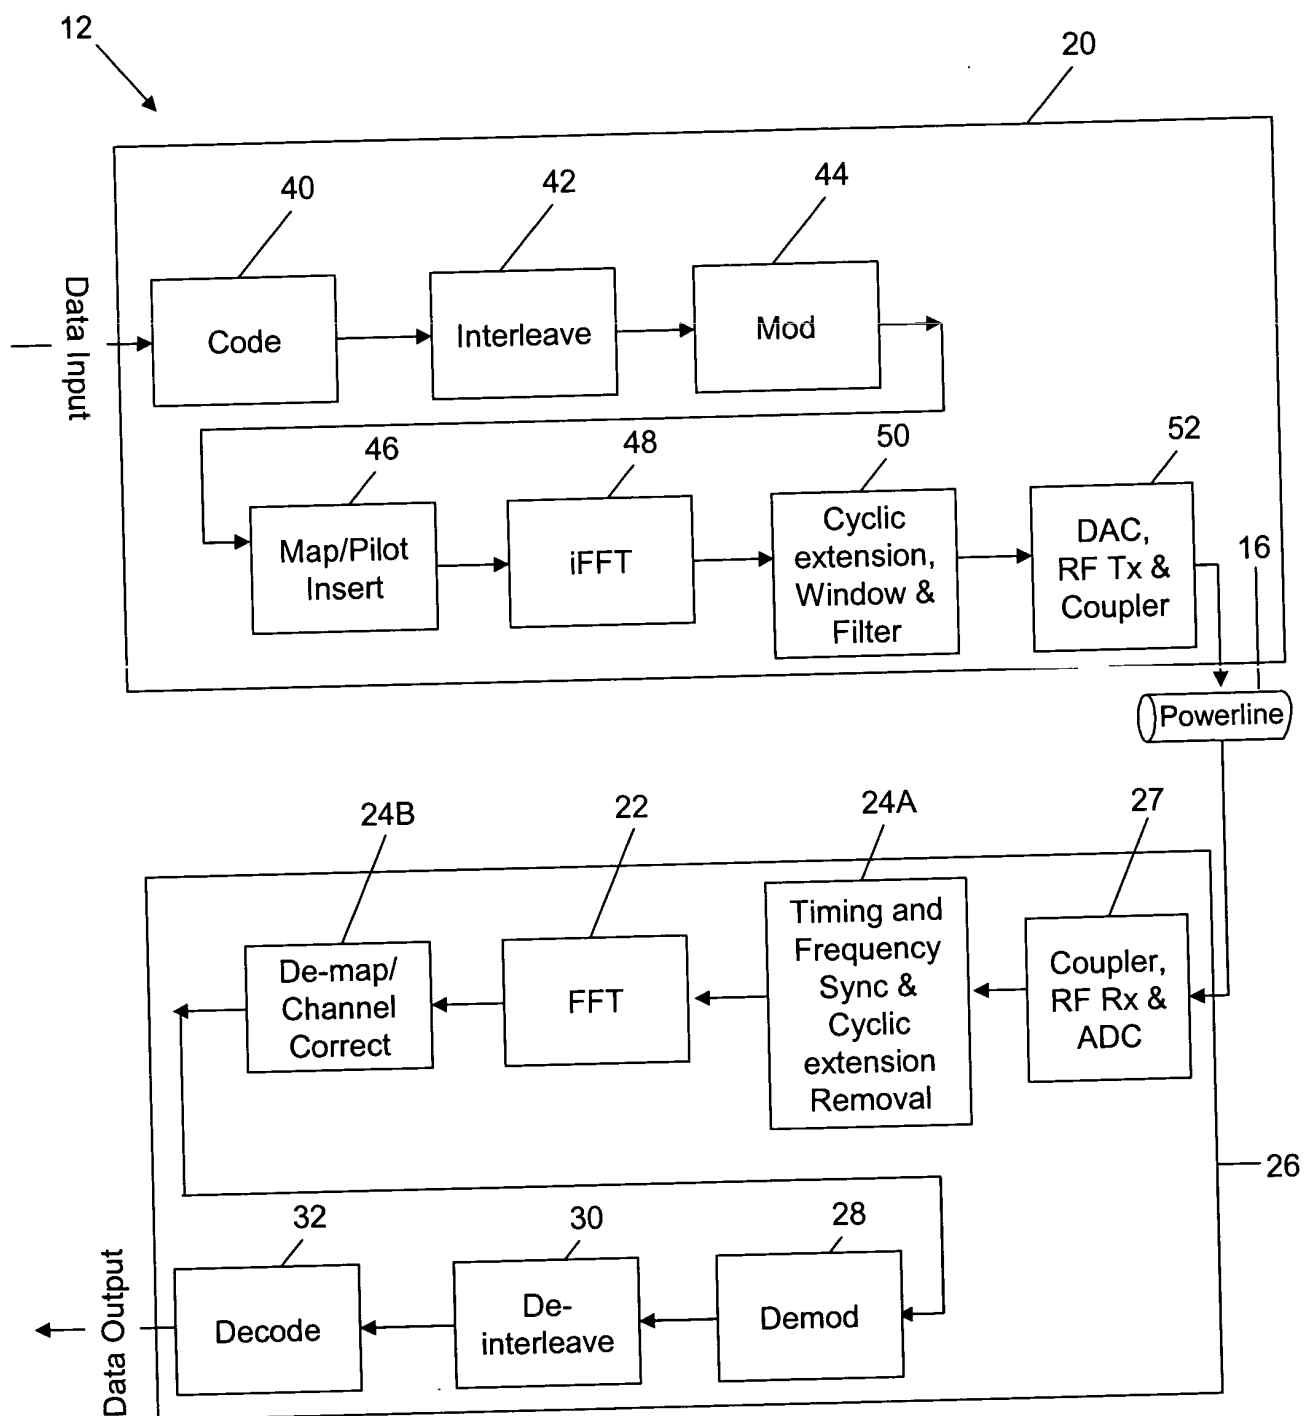 12
20
40
42
44
Data Input
Code
Interleave
Mod
46
48
50
52
Map/Pilot
Insert
iFFT
Cyclic
extension,
Window &
Filter
DAC,
RF Tx &
Coupler
16
Powerline
24B
22
24A
27
De-map/
Channel
Correct
FFT
Timing and
Frequency
Sync &
Cyclic
extension
Removal
Coupler,
RF Rx &
ADC
26
32
30
28
Data Output
Decode
De-
interleave
Demod